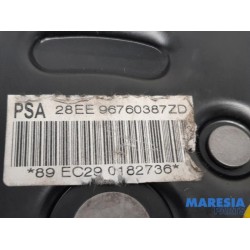 PSA 28EE 96760387ZD
*89 EC29 0182736*
MARESIA